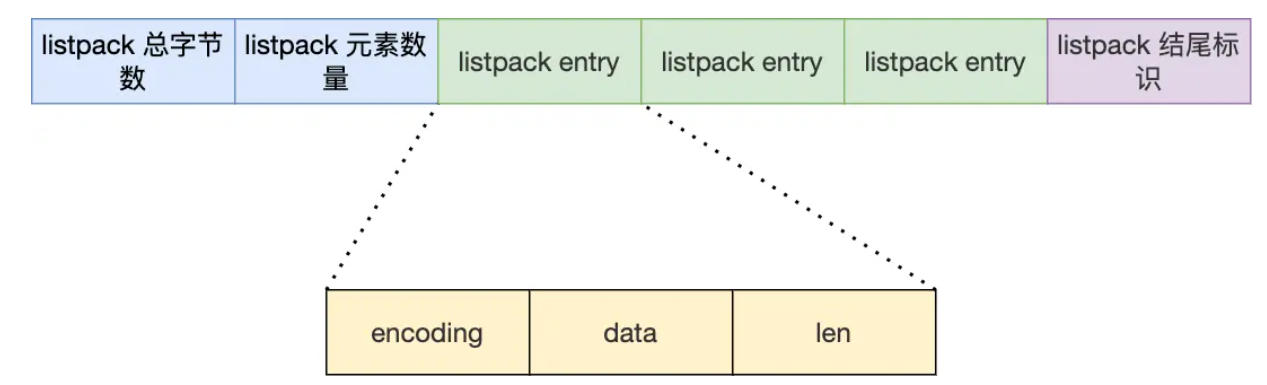 listpack 总字节
数
listpack 元素数
量
listpack entry
listpack entry
listpack entry
listpack 结尾标
识
encoding
data
len